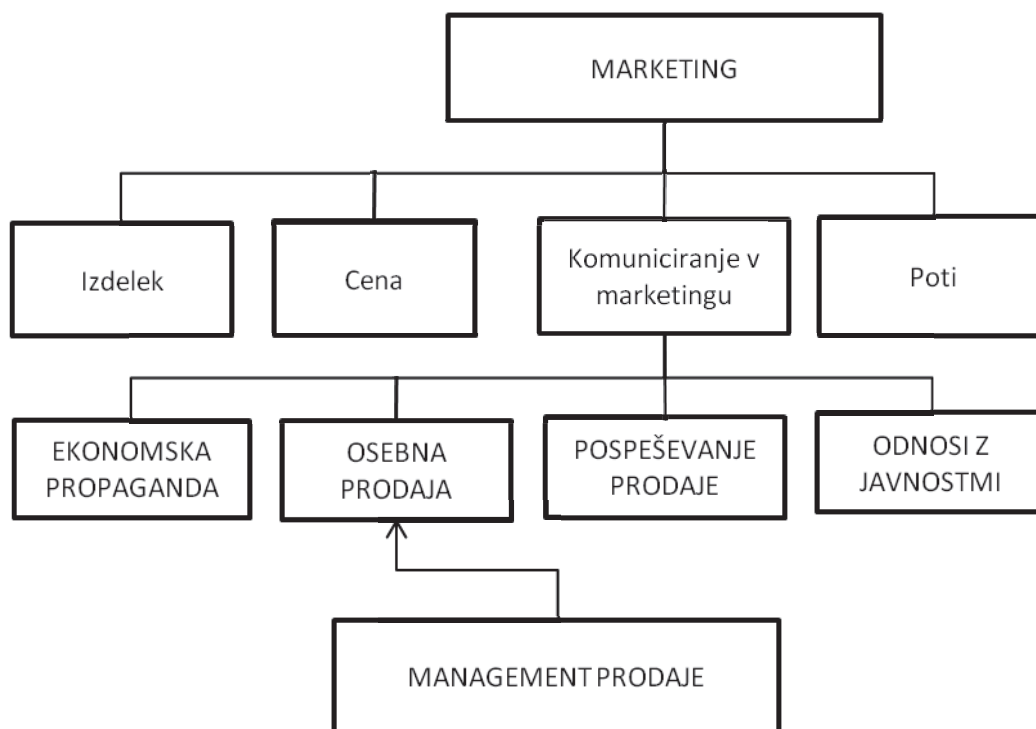 MARKETING
Izdelek
Cena
Komuniciranje v
marketingu
Poti
EKONOMSKA
PROPAGANDA
OSEBNA
PRODAJA
POSPEŠEVANJE
PRODAJE
ODNOSI Z
JAVNOSTMI
MANAGEMENT PRODAJE